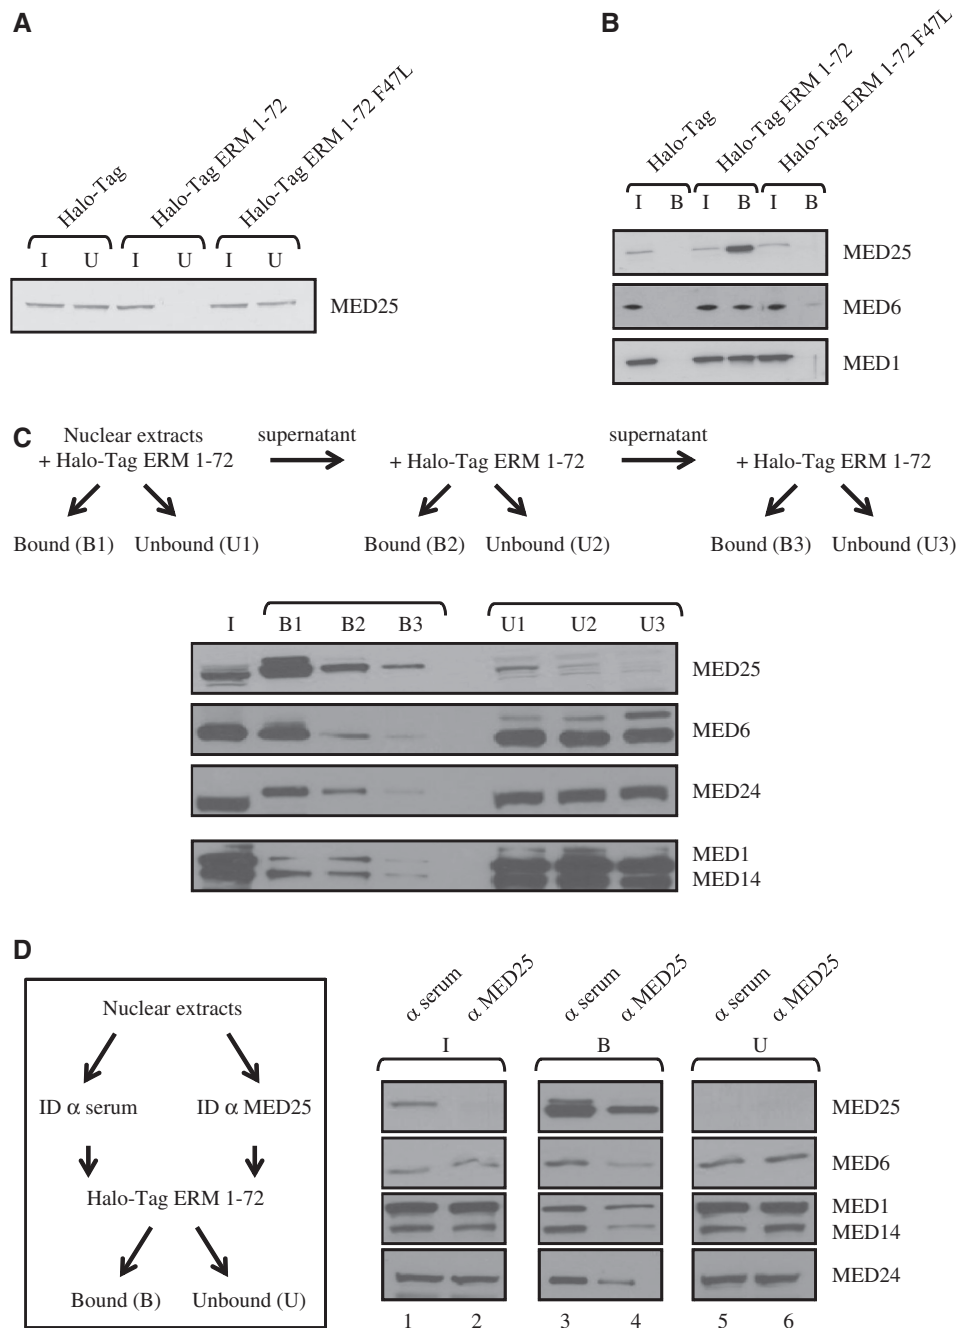 A
Halo-Tag
Halo-Tag ERM 1-72
Halo-Tag ERM 1-72 F47L
I U I U I U
MED25
B
Halo-Tag
Halo-Tag ERM 1-72
Halo-Tag ERM 1-72 F47L
I B I B I B
MED25
MED6
MED1
C
Nuclear extracts
+ Halo-Tag ERM 1-72
supernatant
+ Halo-Tag ERM 1-72
supernatant
+ Halo-Tag ERM 1-72
Bound (B1) Unbound (U1)
Bound (B2) Unbound (U2)
Bound (B3) Unbound (U3)
I B1 B2 B3 U1 U2 U3
MED25
MED6
MED24
MED1
MED14
D
Nuclear extracts
ID α serum ID α MED25
Halo-Tag ERM 1-72
Bound (B) Unbound (U)
α serum α MED25 α serum α MED25 α serum α MED25
I B U
MED25
MED6
MED1
MED14
MED24
1 2 3 4 5 6